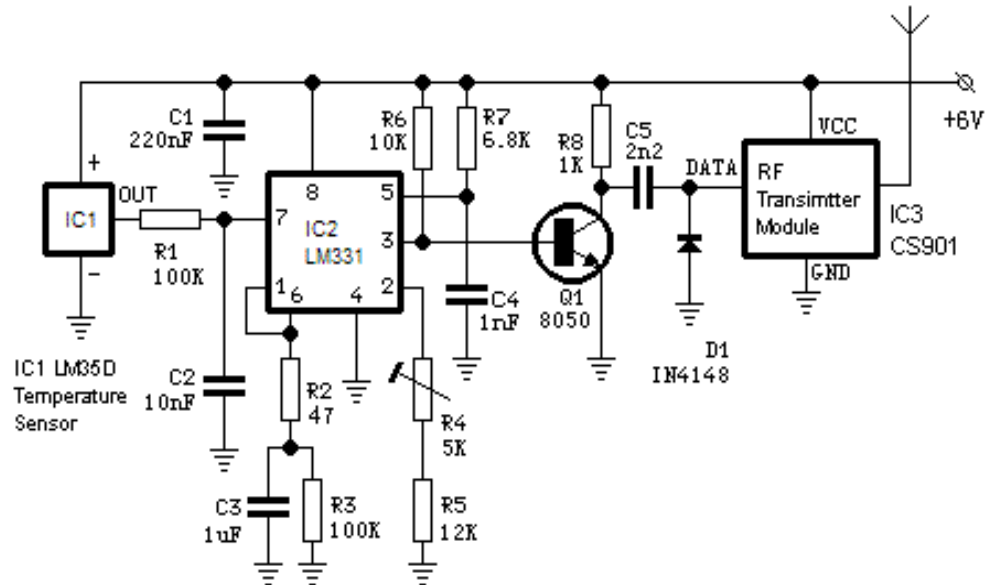 C1
220nF
R6
10K
R7
6.8K
R8
1K
C5
2n2
+6V
VCC
DATA
RF
Transimtter
Module
IC3
CS901
GND
+
OUT
IC1
-
R1
100K
8
7
5
IC2
LM331
3
1
6
4
2
Q1
8050
C4
1nF
D1
IN4148
IC1 LM35D
Temperature
Sensor
C2
10nF
R2
47
R4
5K
C3
1uF
R3
100K
R5
12K